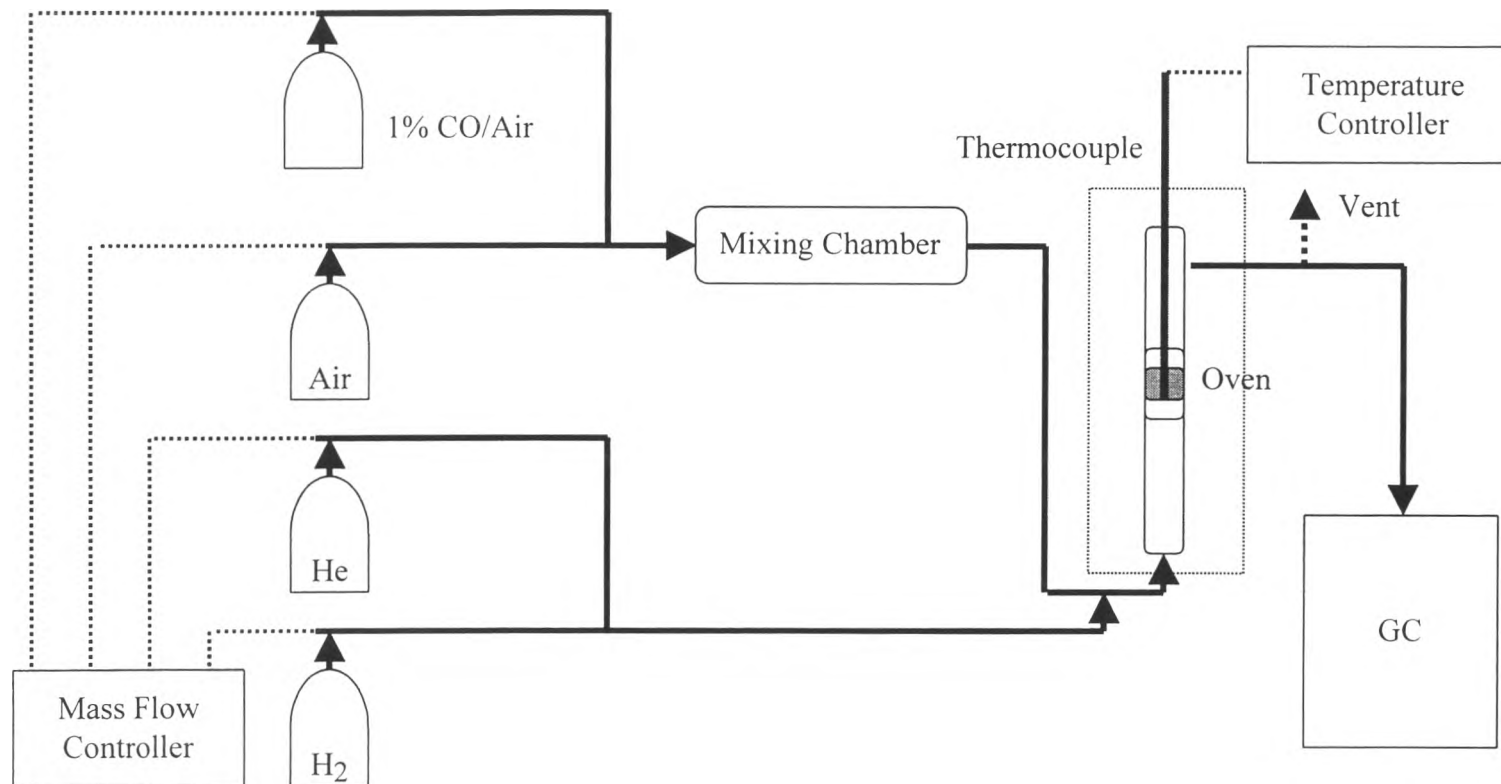 1% CO/Air
Temperature
Controller
Thermocouple
Vent
Mixing Chamber
Air
Oven
He
GC
Mass Flow
Controller
H₂